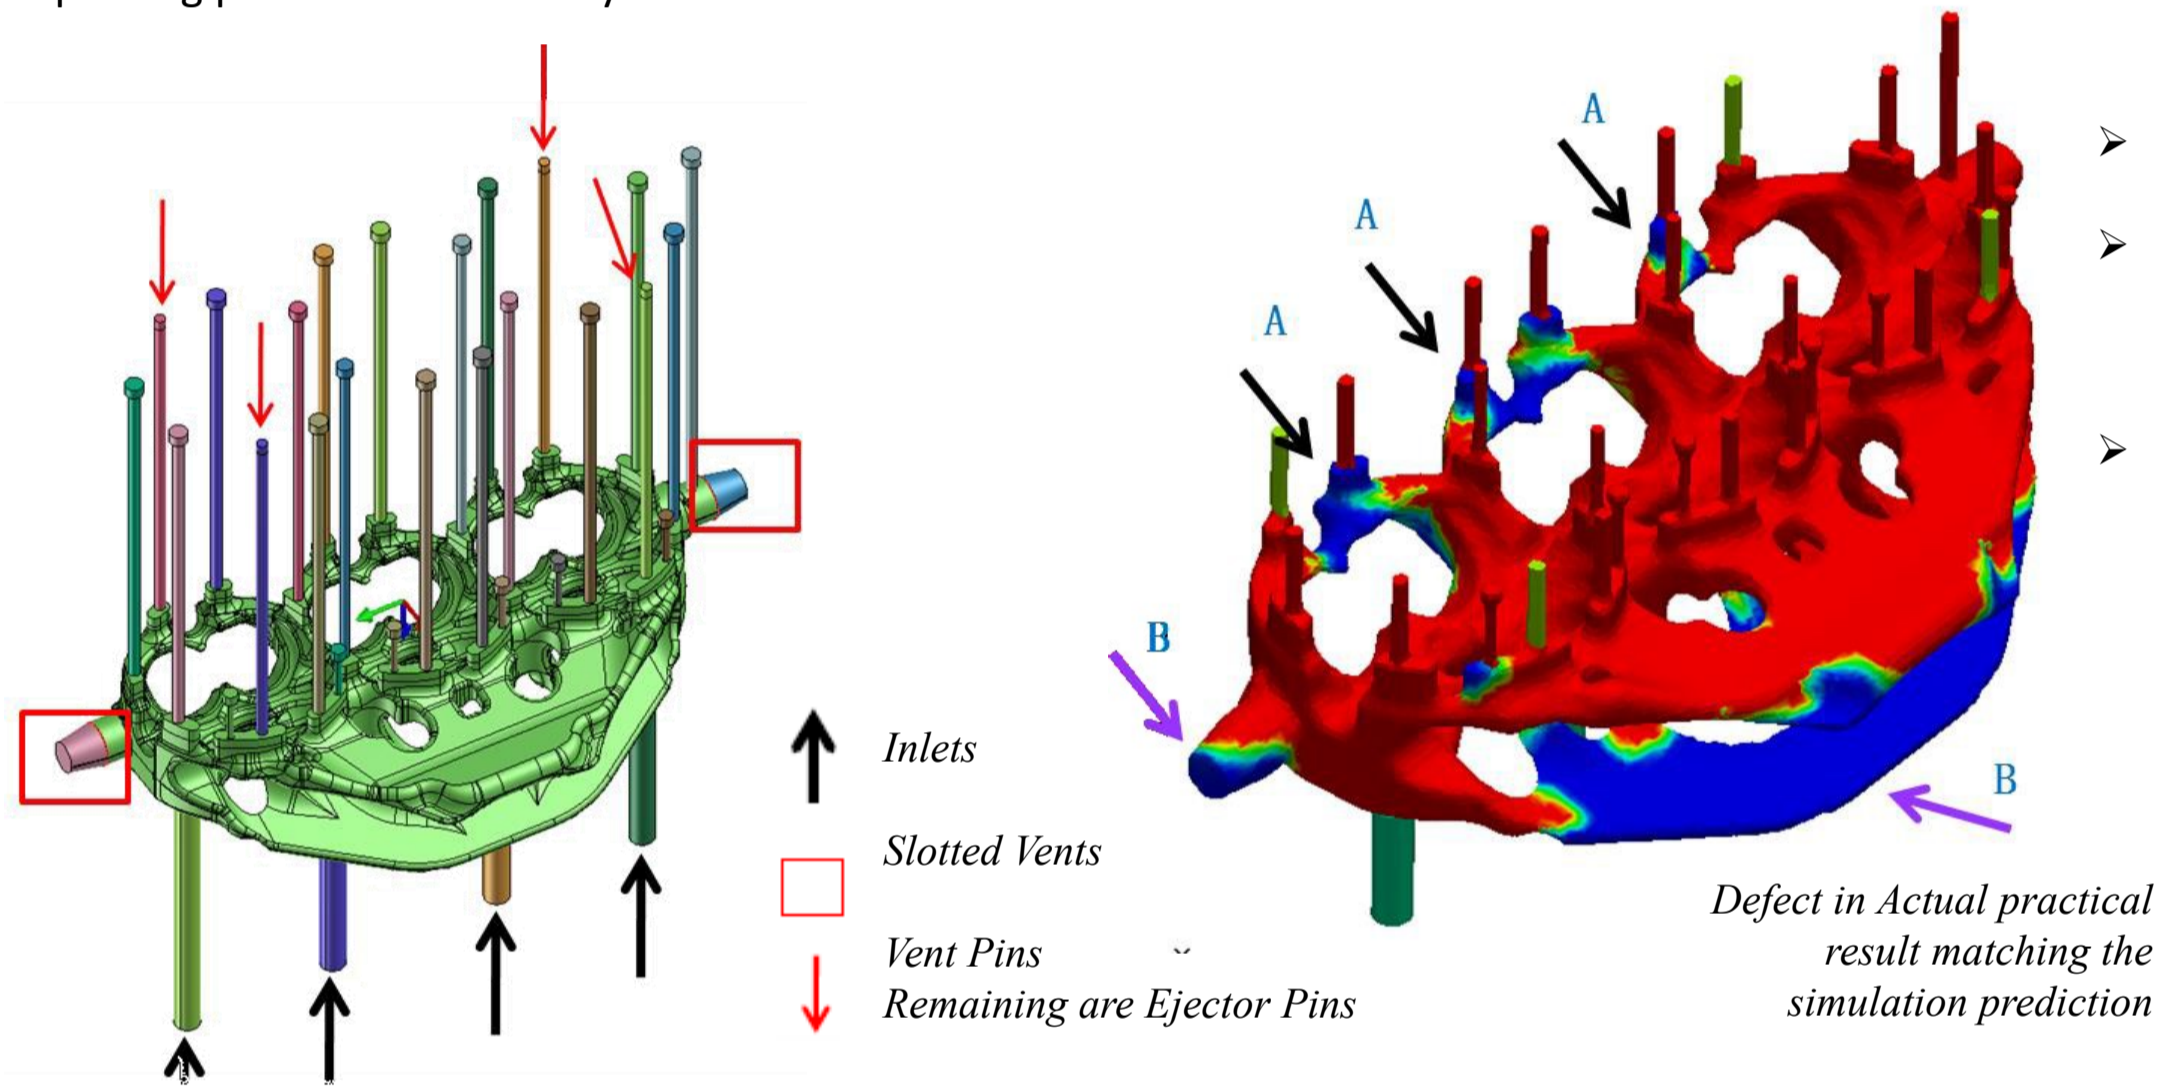 A
A
A
B
B
Inlets
Slotted Vents
Vent Pins
Remaining are Ejector Pins
Defect in Actual practical
result matching the
simulation prediction